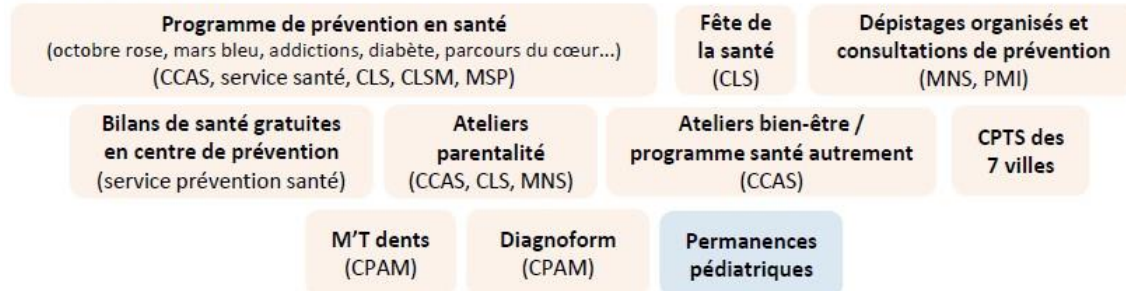 Programme de prévention en santé
(octobre rose, mars bleu, addictions, diabète, parcours du cœur...)
(CCAS, service santé, CLS, CLSM, MSP)
Fête de
la santé
(CLS)
Dépistages organisés et
consultations de prévention
(MNS, PMI)
Bilans de santé gratuites
en centre de prévention
(service prévention santé)
Ateliers
parentalité
(CCAS, CLS, MNS)
Ateliers bien-être /
programme santé autrement
(CCAS)
CPTS des
7 villes
M'T dents
(CPAM)
Diagnoform
(CPAM)
Permanences
pédiatriques